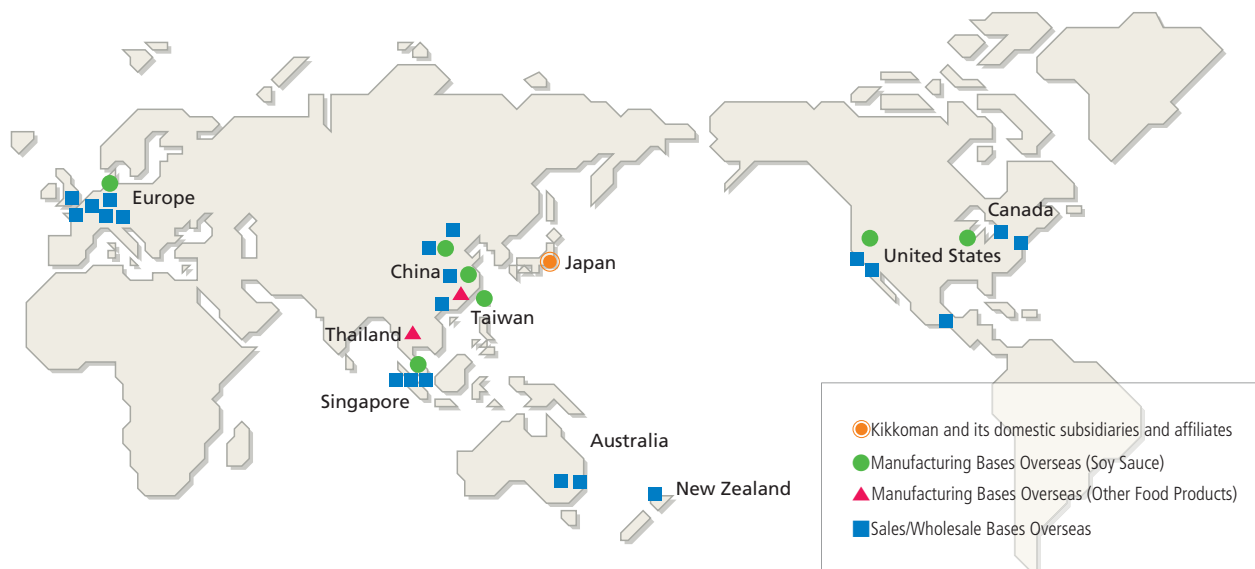 Europe
Canada
United States
China
Japan
Taiwan
Thailand
Singapore
Australia
New Zealand
Kikkoman and its domestic subsidiaries and affiliates
Manufacturing Bases Overseas (Soy Sauce)
Manufacturing Bases Overseas (Other Food Products)
Sales/Wholesale Bases Overseas